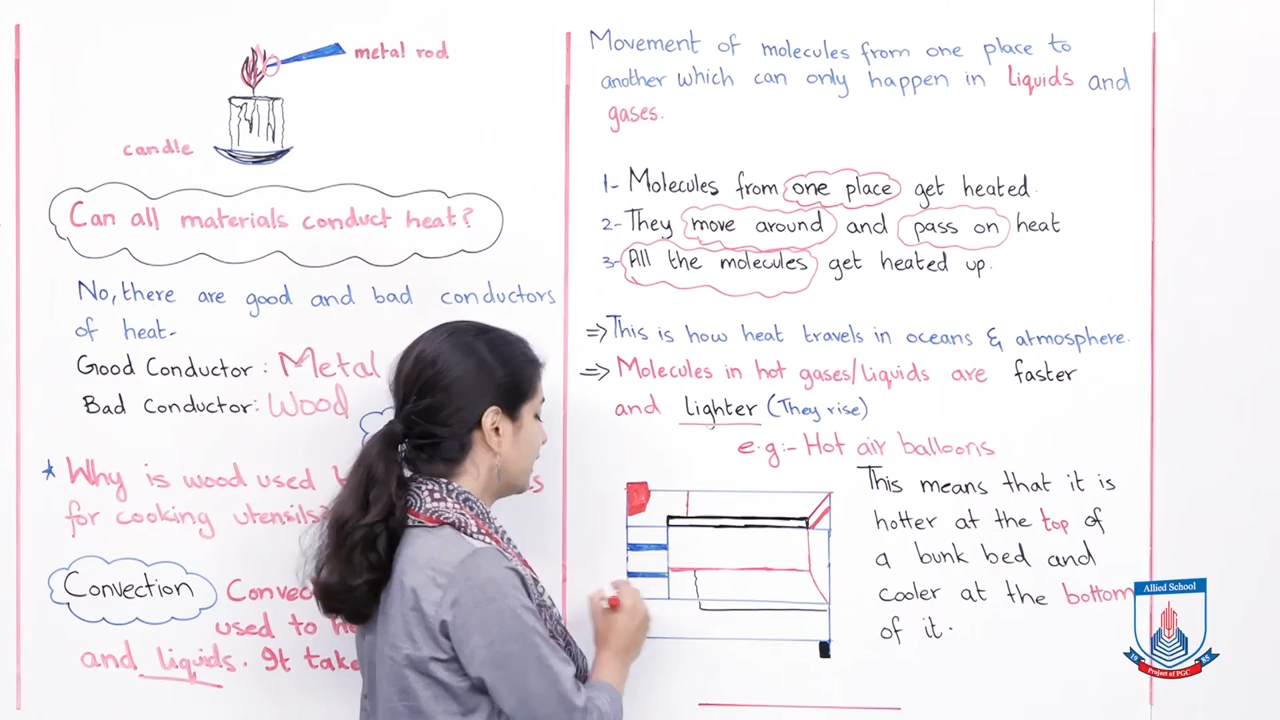 metal rod
candle
Can all materials conduct heat?
No, there are good and bad conductors
of heat-
Good Conductor: Metal
Bad Conductor: Wood
* Why is wood used
for cooking utensils?
Convection
used to
and liquids. It
Movement of molecules from one place to
another which can only happen in liquids and
gases.
1- Molecules from one place get heated.
2- They move around and pass on heat
3- All the molecules get heated up.
⇒ This is how heat travels in oceans & atmosphere.
⇒ Molecules in hot gases/liquids are faster
and lighter (They rise)
e.g:- Hot air balloons
This means that it is
hotter at the top of
a bunk bed and
cooler at the bottom
of it.
Allied School
1985
Project of PGC